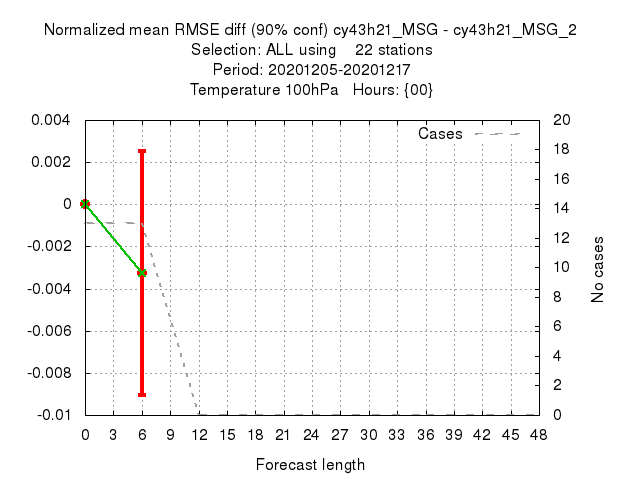 Normalized mean RMSE diff (90% conf) cy43h21_MSG - cy43h21_MSG_2
Selection: ALL using    22 stations
Period: 20201205-20201217
Temperature 100hPa   Hours: {00}
Cases
0.004
0.002
0
-0.002
-0.004
-0.006
-0.008
-0.01
20
18
16
14
12
10
8
6
4
2
0
No cases
0 3 6 9 12 15 18 21 24 27 30 33 36 39 42 45 48
Forecast length